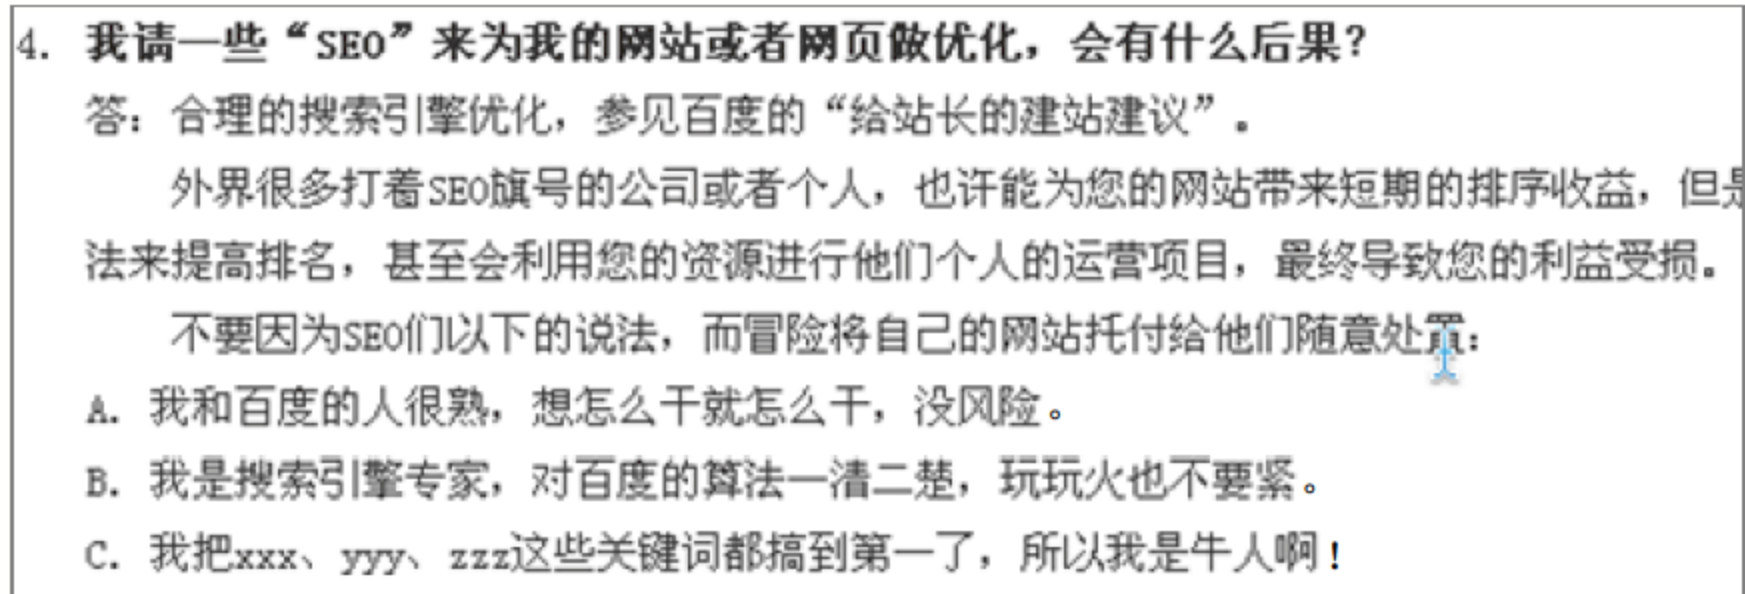 4. 我请一些“SEO”来为我的网站或者网页做优化，会有什么后果？
答：合理的搜索引擎优化，参见百度的“给站长的建站建议”。
外界很多打着SEO旗号的公司或者个人，也许能为您的网站带来短期的排序收益，但是
法来提高排名，甚至会利用您的资源进行他们个人的运营项目，最终导致您的利益受损。
不要因为SEO们以下的说法，而冒险将自己的网站托付给他们随意处置：
A. 我和百度的人很熟，想怎么干就怎么干，没风险。
B. 我是搜索引擎专家，对百度的算法一清二楚，玩玩火也不要紧。
C. 我把xxx、yyy、zzz这些关键词都搞到第一了，所以我是牛人啊！